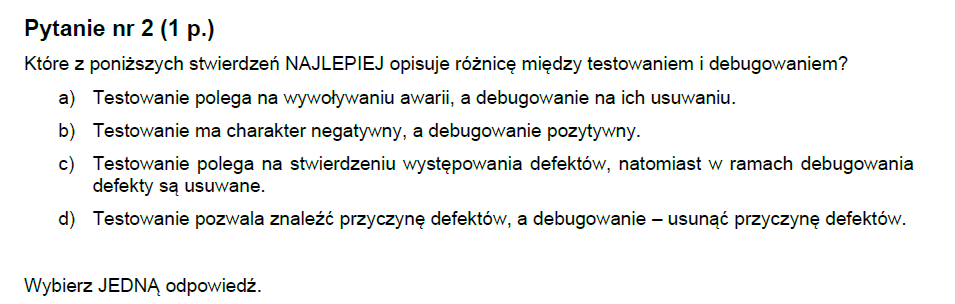 Pytanie nr 2 (1 p.)
Które z poniższych stwierdzeń NAJLEPIEJ opisuje różnicę między testowaniem i debugowaniem?
a) Testowanie polega na wywoływaniu awarii, a debugowanie na ich usuwaniu.
b) Testowanie ma charakter negatywny, a debugowanie pozytywny.
c) Testowanie polega na stwierdzeniu występowania defektów, natomiast w ramach debugowania
defekty są usuwane.
d) Testowanie pozwala znaleźć przyczynę defektów, a debugowanie – usunąć przyczynę defektów.
Wybierz JEDNĄ odpowiedź.